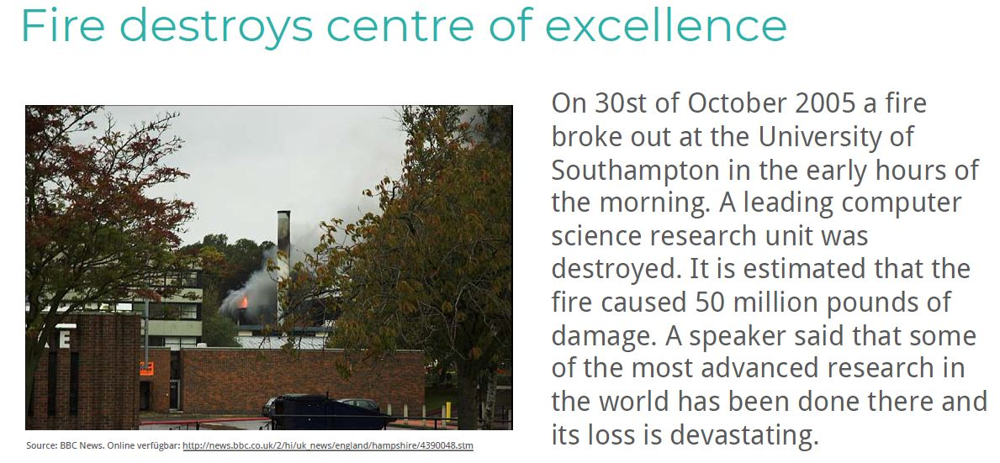 Fire destroys centre of excellence
On 30st of October 2005 a fire
broke out at the University of
Southampton in the early hours of
the morning. A leading computer
science research unit was
destroyed. It is estimated that the
fire caused 50 million pounds of
damage. A speaker said that some
of the most advanced research in
the world has been done there and
its loss is devastating.
Source: BBC News. Online verfügbar: http://news.bbc.co.uk/2/hi/uk_news/england/hampshire/4390048.stm